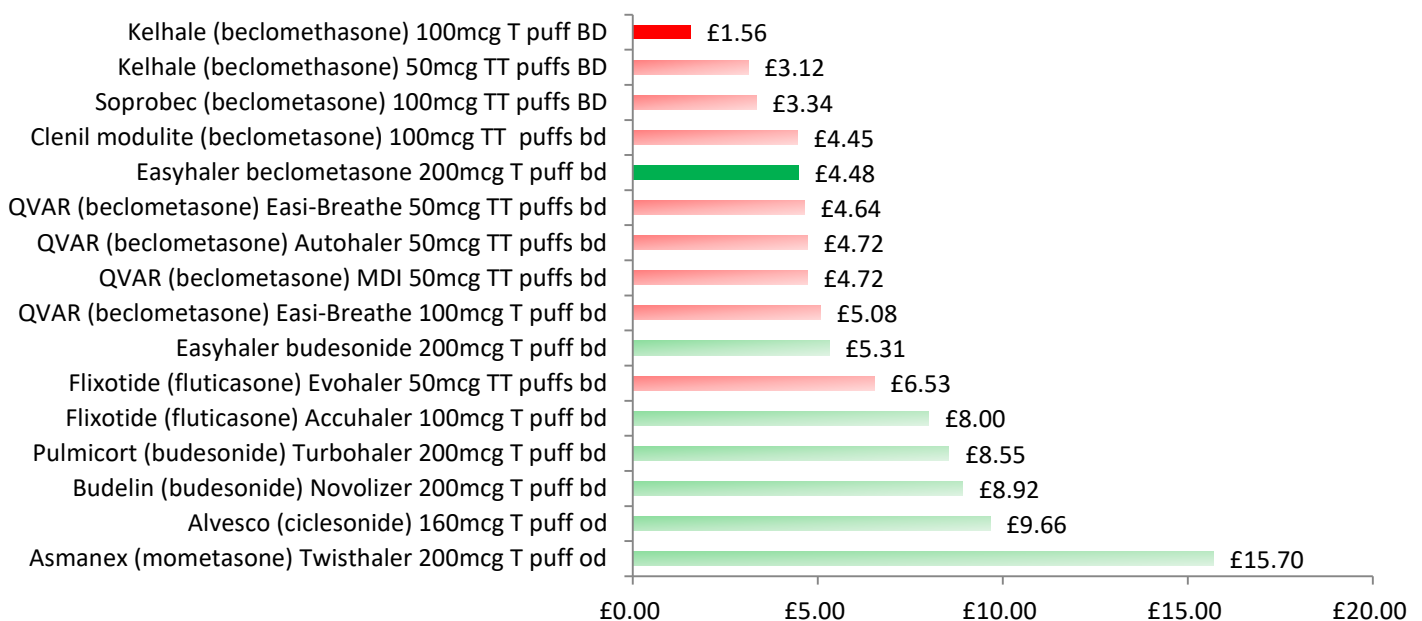 Kelhale (beclomethasone) 100mcg T puff BD £1.56
Kelhale (beclomethasone) 50mcg TT puffs BD £3.12
Soprobec (beclometasone) 100mcg TT puffs BD £3.34
Clenil modulite (beclometasone) 100mcg TT  puffs bd £4.45
Easyhaler beclometasone 200mcg T puff bd £4.48
QVAR (beclometasone) Easi-Breathe 50mcg TT puffs bd £4.64
QVAR (beclometasone) Autohaler 50mcg TT puffs bd £4.72
QVAR (beclometasone) MDI 50mcg TT puffs bd £4.72
QVAR (beclometasone) Easi-Breathe 100mcg T puff bd £5.08
Easyhaler budesonide 200mcg T puff bd £5.31
Flixotide (fluticasone) Evohaler 50mcg TT puffs bd £6.53
Flixotide (fluticasone) Accuhaler 100mcg T puff bd £8.00
Pulmicort (budesonide) Turbohaler 200mcg T puff bd £8.55
Budelin (budesonide) Novolizer 200mcg T puff bd £8.92
Alvesco (ciclesonide) 160mcg T puff od £9.66
Asmanex (mometasone) Twisthaler 200mcg T puff od £15.70
£0.00 £5.00 £10.00 £15.00 £20.00